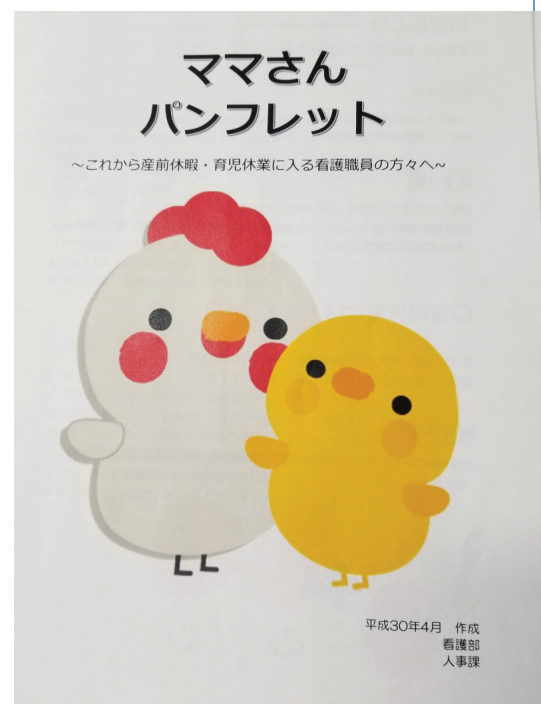 ママさん
パンフレット
～これから産前休暇・育児休業に入る看護職員の方々へ～
平成30年4月　作成
看護部
人事課